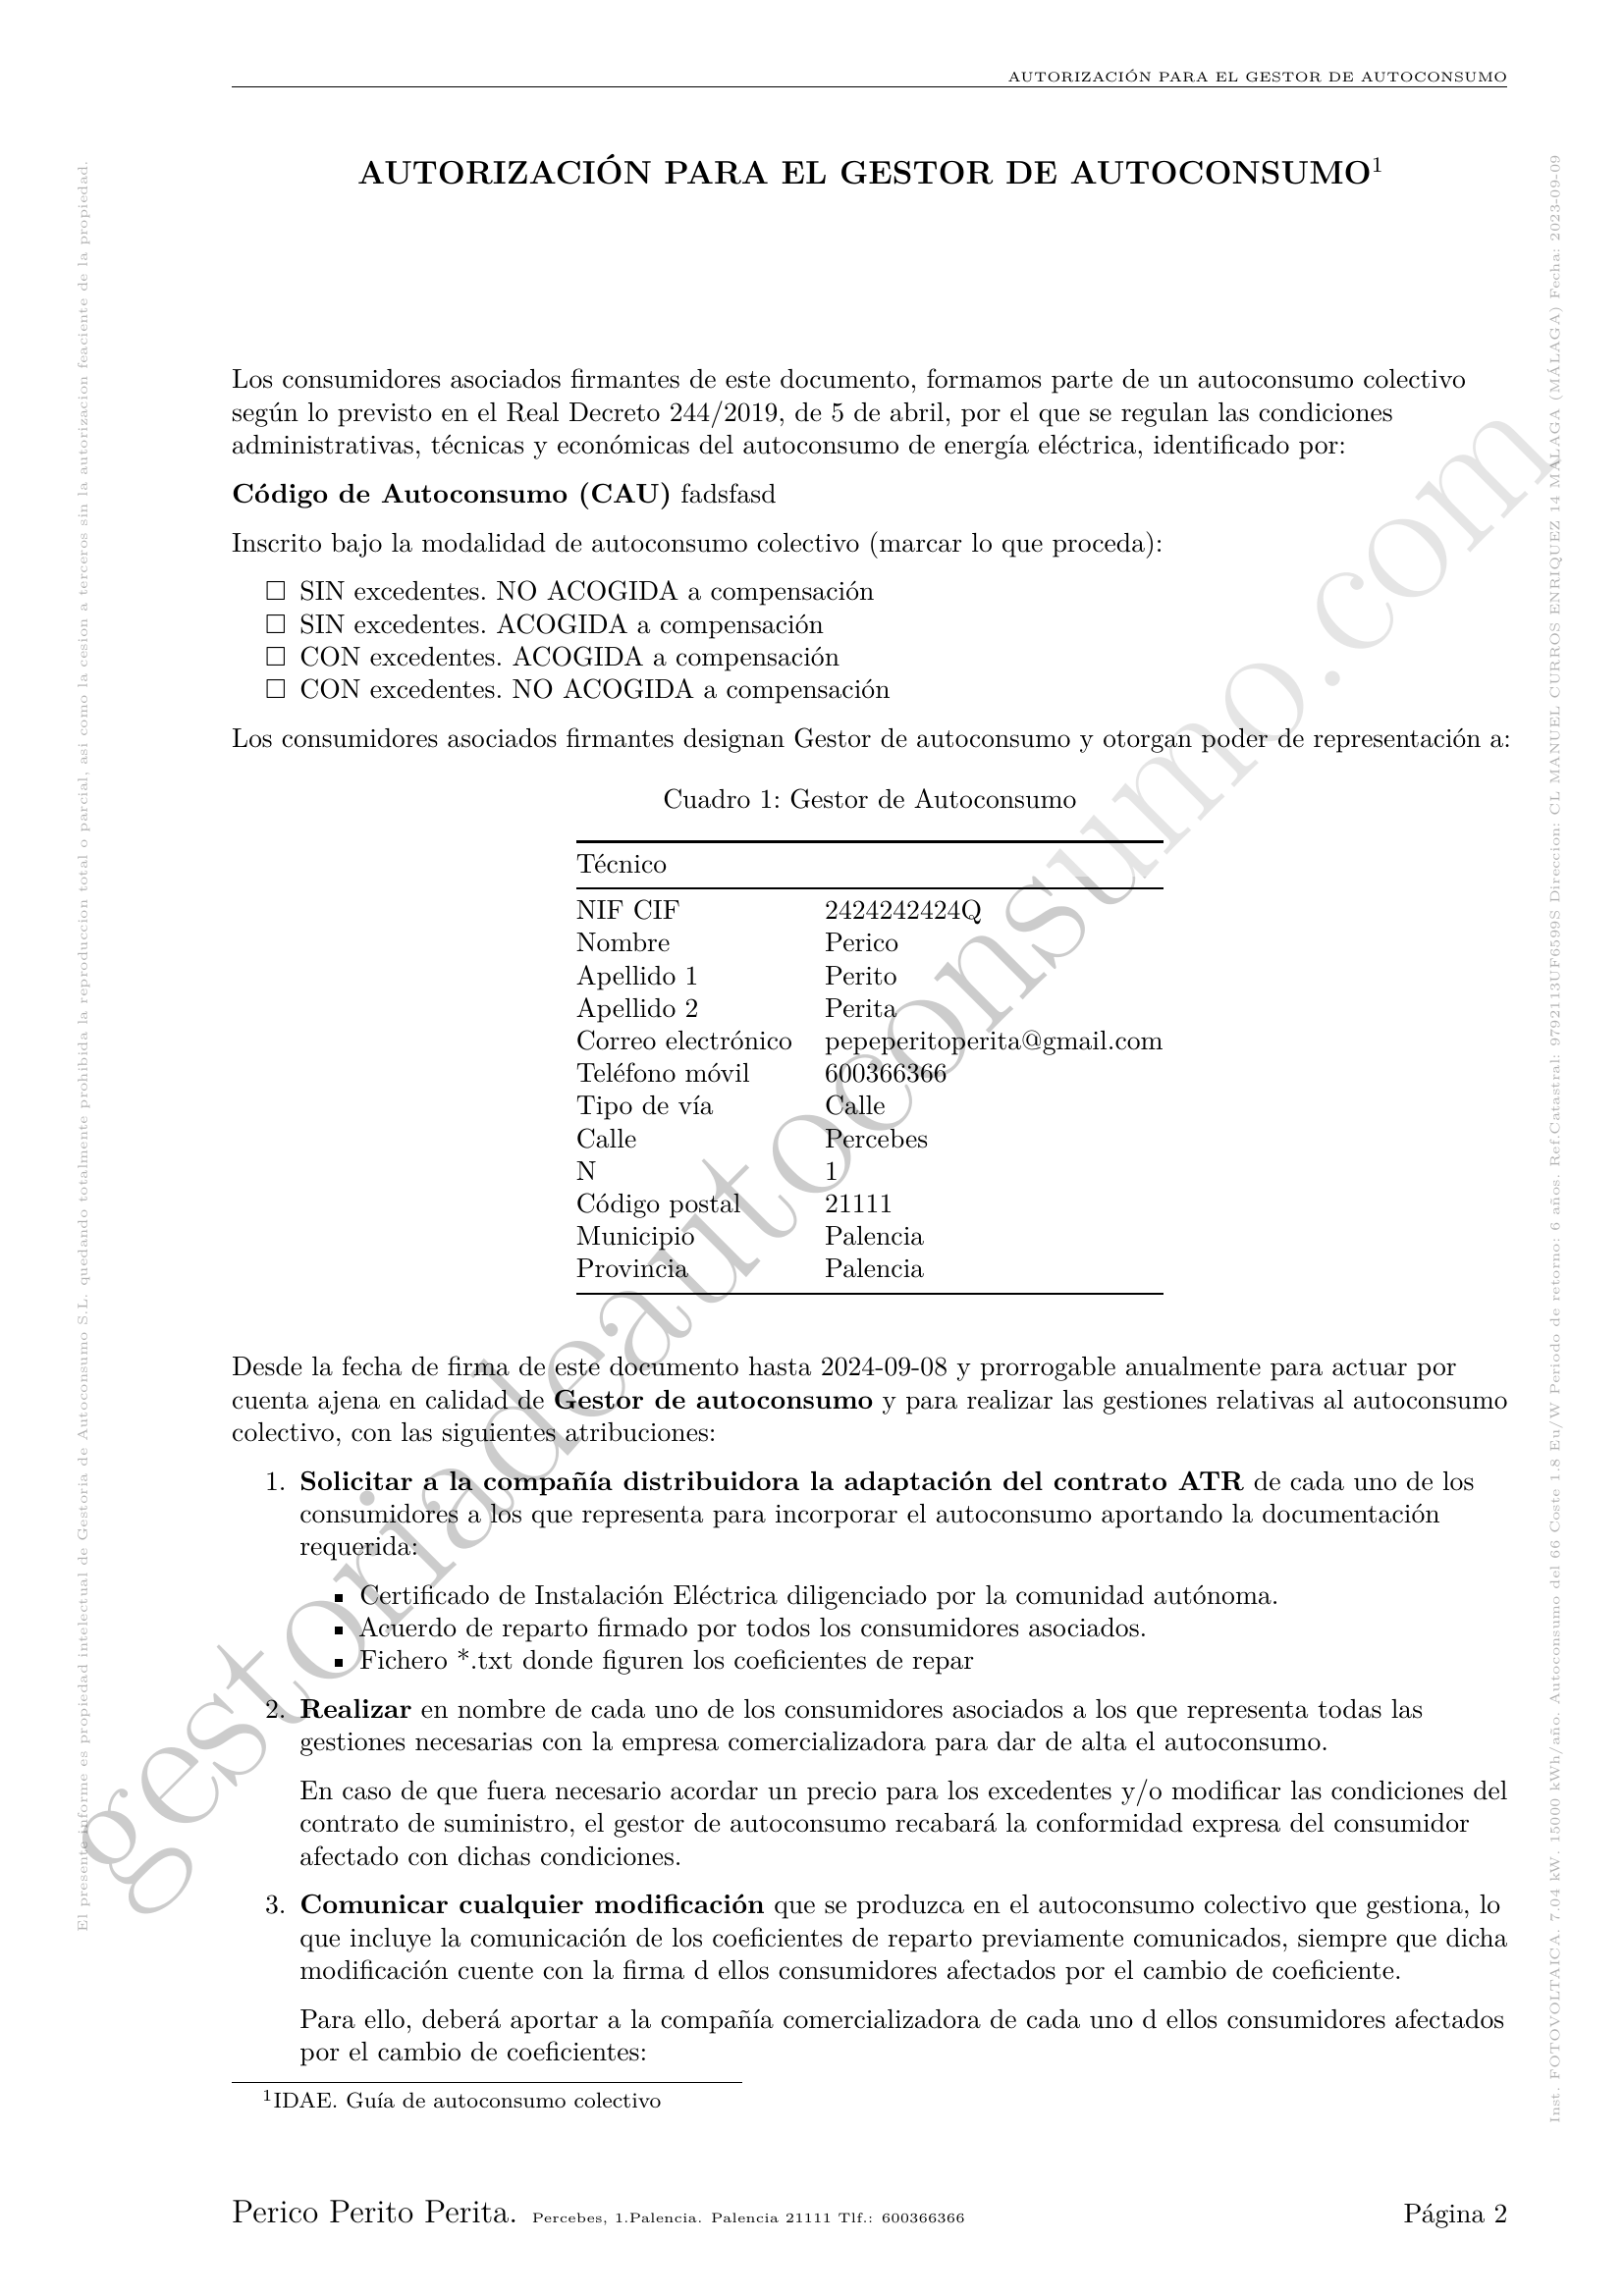 AUTORIZACIÓN PARA EL GESTOR DE AUTOCONSUMO
AUTORIZACIÓN PARA EL GESTOR DE AUTOCONSUMO¹
Los consumidores asociados firmantes de este documento, formamos parte de un autoconsumo colectivo
según lo previsto en el Real Decreto 244/2019, de 5 de abril, por el que se regulan las condiciones
administrativas, técnicas y económicas del autoconsumo de energía eléctrica, identificado por:
Código de Autoconsumo (CAU) fadsfasd
Inscrito bajo la modalidad de autoconsumo colectivo (marcar lo que proceda):
☐ SIN excedentes. NO ACOGIDA a compensación
☐ SIN excedentes. ACOGIDA a compensación
☐ CON excedentes. ACOGIDA a compensación
☐ CON excedentes. NO ACOGIDA a compensación
Los consumidores asociados firmantes designan Gestor de autoconsumo y otorgan poder de representación a:
Cuadro 1: Gestor de Autoconsumo
Técnico
NIF CIF 2424242424Q
Nombre Perico
Apellido 1 Perito
Apellido 2 Perita
Correo electrónico pepeperitoperita@gmail.com
Teléfono móvil 600366366
Tipo de vía Calle
Calle Percebes
N 1
Código postal 21111
Municipio Palencia
Provincia Palencia
Desde la fecha de firma de este documento hasta 2024-09-08 y prorrogable anualmente para actuar por
cuenta ajena en calidad de Gestor de autoconsumo y para realizar las gestiones relativas al autoconsumo
colectivo, con las siguientes atribuciones:
1. Solicitar a la compañía distribuidora la adaptación del contrato ATR de cada uno de los
consumidores a los que representa para incorporar el autoconsumo aportando la documentación
requerida:
▪ Certificado de Instalación Eléctrica diligenciado por la comunidad autónoma.
▪ Acuerdo de reparto firmado por todos los consumidores asociados.
▪ Fichero *.txt donde figuren los coeficientes de repar
2. Realizar en nombre de cada uno de los consumidores asociados a los que representa todas las
gestiones necesarias con la empresa comercializadora para dar de alta el autoconsumo.
En caso de que fuera necesario acordar un precio para los excedentes y/o modificar las condiciones del
contrato de suministro, el gestor de autoconsumo recabará la conformidad expresa del consumidor
afectado con dichas condiciones.
3. Comunicar cualquier modificación que se produzca en el autoconsumo colectivo que gestiona, lo
que incluye la comunicación de los coeficientes de reparto previamente comunicados, siempre que dicha
modificación cuente con la firma d ellos consumidores afectados por el cambio de coeficiente.
Para ello, deberá aportar a la compañía comercializadora de cada uno d ellos consumidores afectados
por el cambio de coeficientes:
¹IDAE. Guía de autoconsumo colectivo
Perico Perito Perita. Percebes, 1.Palencia. Palencia 21111 Tlf.: 600366366 Página 2
El presente informe es propiedad intelectual de Gestoria de Autoconsumo S.L. quedando totalmente prohibida la reproduccion total o parcial, asi como la cesion a terceros sin la autorizacion feaciente de la propiedad.
Inst. FOTOVOLTAICA. 7.04 kW. 15000 kWh/año. Autoconsumo del 66 Coste 1.8 Eu/W Periodo de retorno: 6 años. Ref.Catastral: 9792113UF6599S Direccion: CL MANUEL CURROS ENRIQUEZ 14 MALAGA (MÁLAGA) Fecha: 2023-09-09
gestoriadeautoconsumo.com